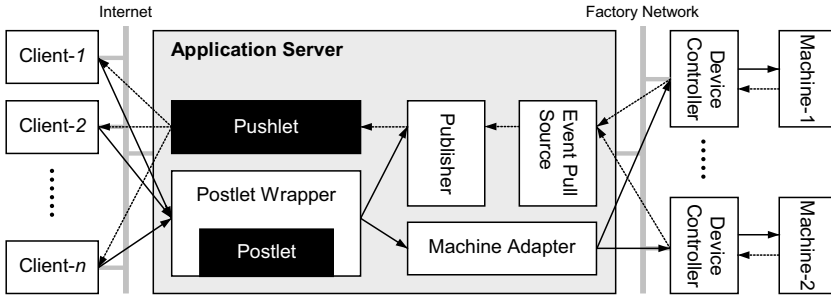 Internet
Factory Network
Client-1
Client-2
Client-n
Application Server
Pushlet
Postlet Wrapper
Postlet
Publisher
Event Pull
Source
Machine Adapter
Device
Controller
Machine-1
Device
Controller
Machine-2